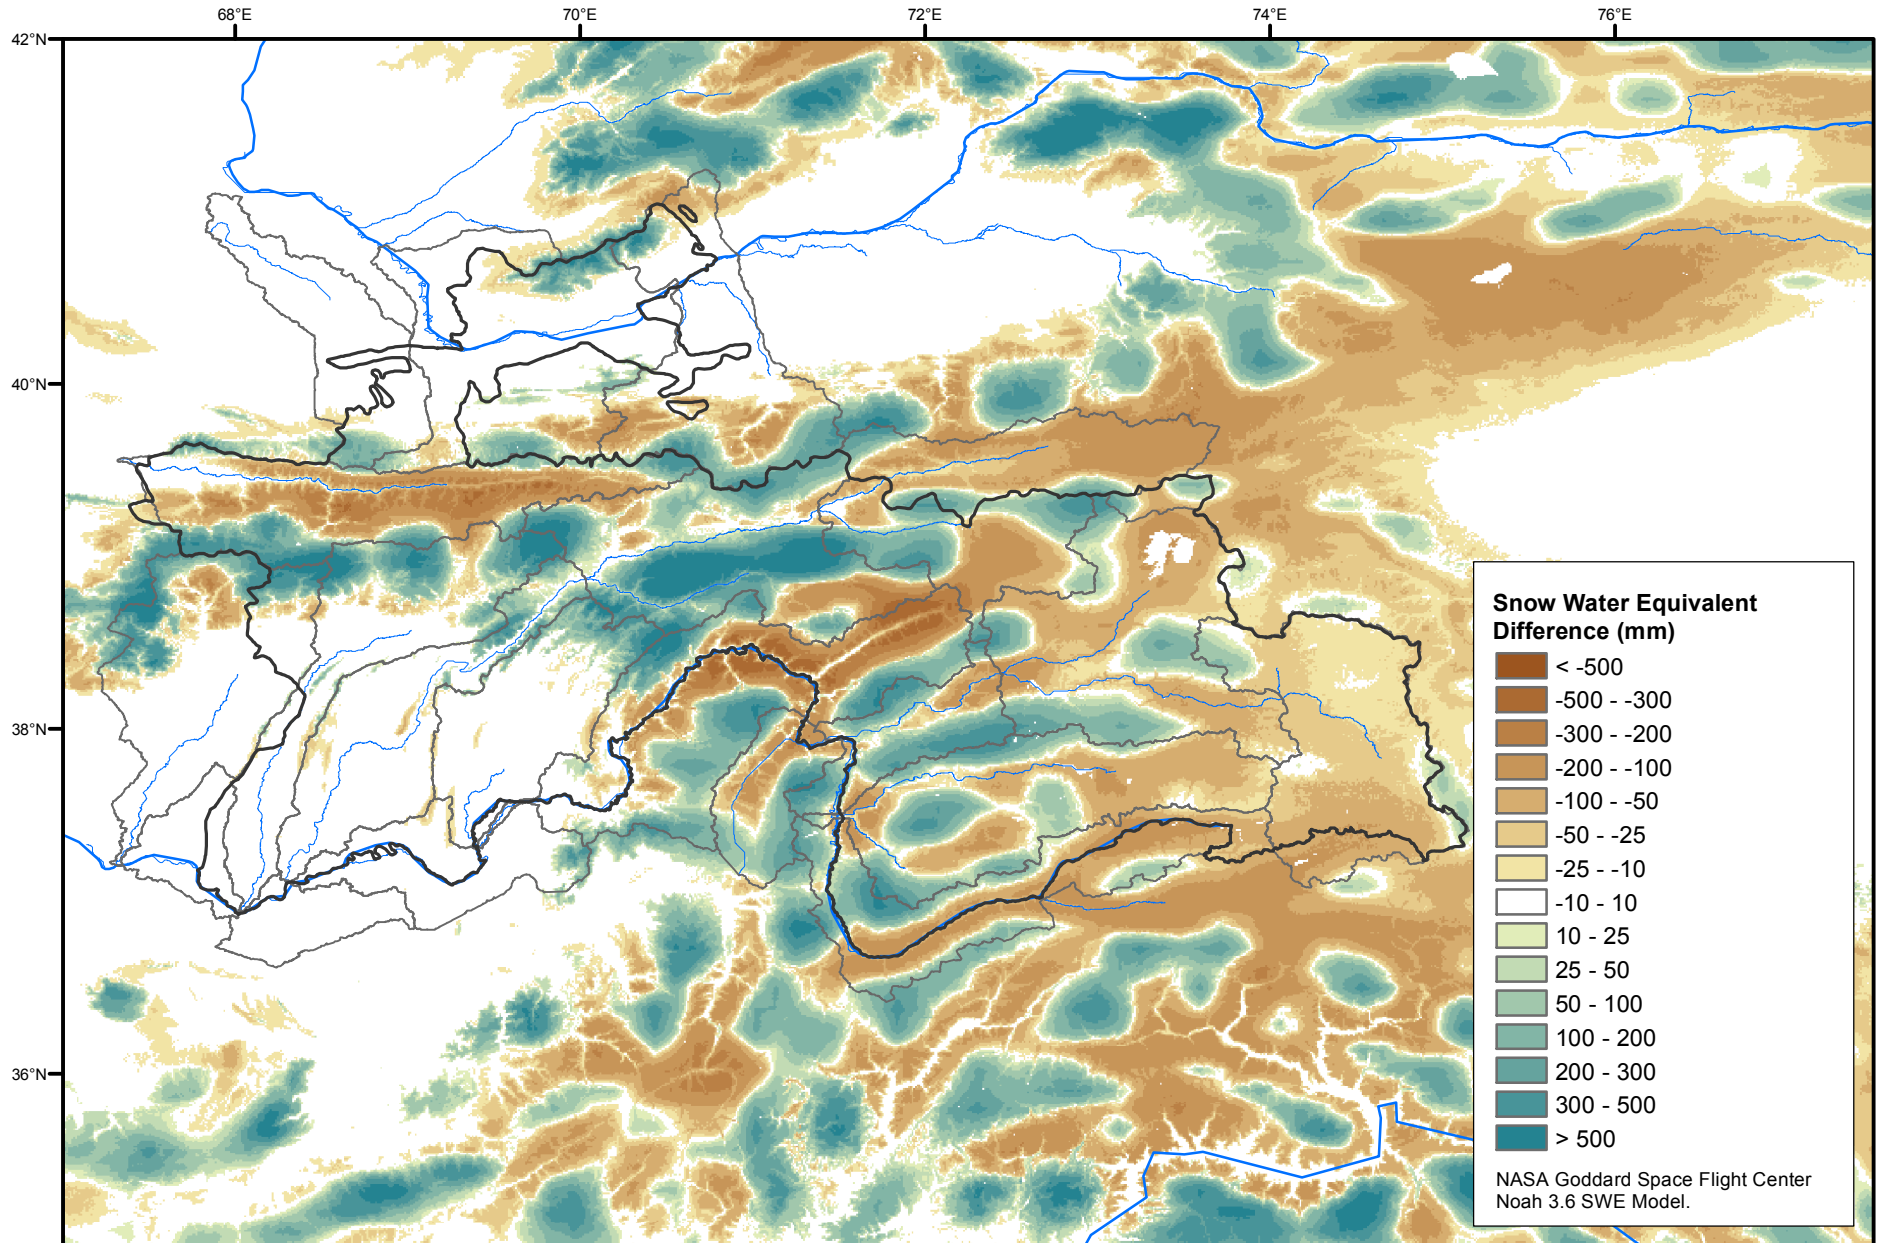 68°E
70°E
72°E
74°E
76°E
42°N
40°N
38°N
36°N
Snow Water Equivalent
Difference (mm)
< -500
-500 - -300
-300 - -200
-200 - -100
-100 - -50
-50 - -25
-25 - -10
-10 - 10
10 - 25
25 - 50
50 - 100
100 - 200
200 - 300
300 - 500
> 500
NASA Goddard Space Flight Center
Noah 3.6 SWE Model.